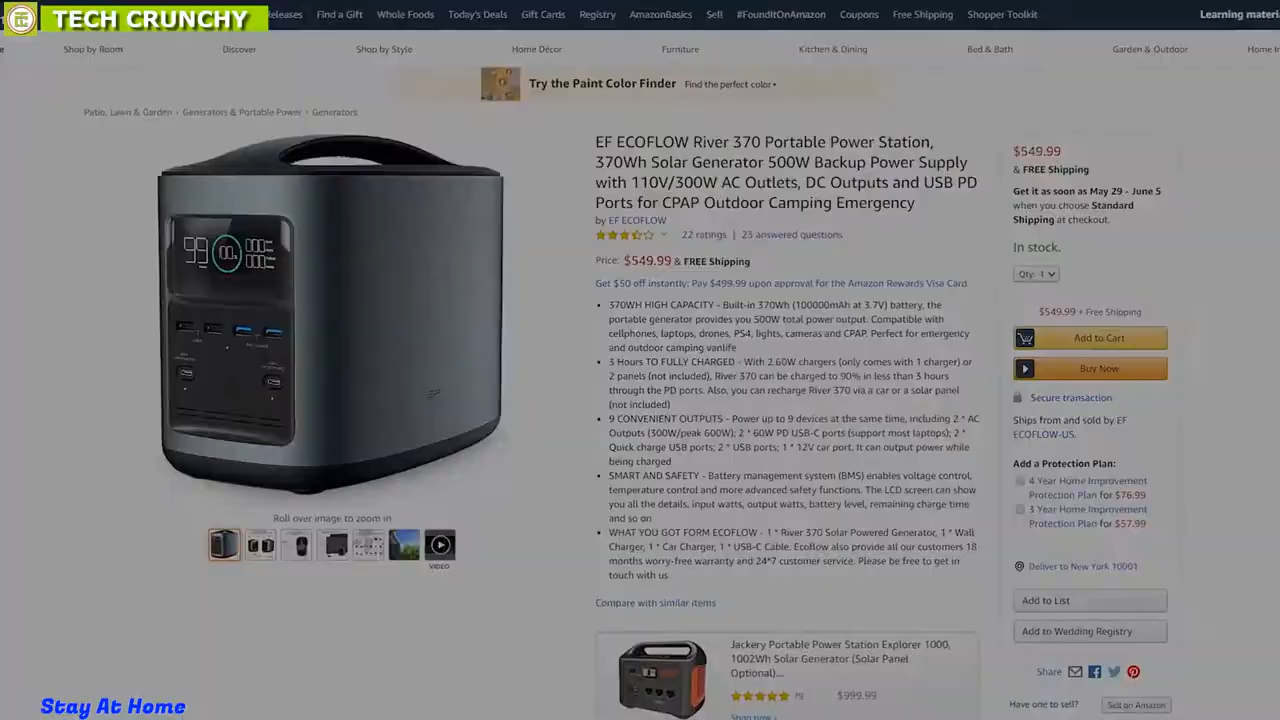 TECH CRUNCHY
Releases Find a Gift Whole Foods Today's Deals Gift Cards Registry AmazonBasics Sell #FoundItOnAmazon Coupons Free Shipping Shopper Toolkit
Learning materi
Shop by Room Discover Shop by Style Home Décor Furniture Kitchen & Dining Bed & Bath Garden & Outdoor Home In
Try the Paint Color Finder Find the perfect color
Patio, Lawn & Garden › Generators & Portable Power › Generators
EF ECOFLOW River 370 Portable Power Station,
370Wh Solar Generator 500W Backup Power Supply
with 110V/300W AC Outlets, DC Outputs and USB PD
Ports for CPAP Outdoor Camping Emergency
by EF ECOFLOW
22 ratings | 23 answered questions
Price: $549.99 & FREE Shipping
Get $50 off instantly: Pay $499.99 upon approval for the Amazon Rewards Visa Card
• 370WH HIGH CAPACITY - Built-in 370Wh (100000mAh at 3.7V) battery, the
portable generator provides you 500W total power output. Compatible with
cellphones, laptops, drones, PS4, lights, cameras and CPAP. Perfect for emergency
and outdoor camping vanlife
• 3 Hours TO FULLY CHARGED - With 2 60W chargers (only comes with 1 charger) or
2 panels (not included), River 370 can be charged to 90% in less than 3 hours
through the PD ports. Also, you can recharge River 370 via a car or a solar panel
(not included)
• 9 CONVENIENT OUTPUTS - Power up to 9 devices at the same time, including 2 * AC
Outputs (300W/peak 600W); 2 * 60W PD USB-C ports (support most laptops); 2 *
Quick charge USB ports; 2 * USB ports; 1 * 12V car port. It can output power while
being charged
• SMART AND SAFETY - Battery management system (BMS) enables voltage control,
temperature control and more advanced safety functions. The LCD screen can show
you all the details, input watts, output watts, battery level, remaining charge time
and so on
• WHAT YOU GOT FORM ECOFLOW - 1 * River 370 Solar Powered Generator, 1 * Wall
Charger, 1 * Car Charger, 1 * USB-C Cable. Ecoflow also provide all our customers 18
months worry-free warranty and 24*7 customer service. Please be free to get in
touch with us
Compare with similar items
Jackery Portable Power Station Explorer 1000,
1002Wh Solar Generator (Solar Panel
Optional)...
$999.99
Shop now ›
99
100%
Roll over image to zoom in
VIDEO
$549.99
& FREE Shipping
Get it as soon as May 29 - June 5
when you choose Standard
Shipping at checkout.
In stock.
Qty: 1
$549.99 + Free Shipping
Add to Cart
Buy Now
Secure transaction
Ships from and sold by EF
ECOFLOW-US.
Add a Protection Plan:
4 Year Home Improvement
Protection Plan for $76.99
3 Year Home Improvement
Protection Plan for $57.99
Deliver to New York 10001
Add to List
Add to Wedding Registry
Share
Have one to sell? Sell on Amazon
Stay At Home